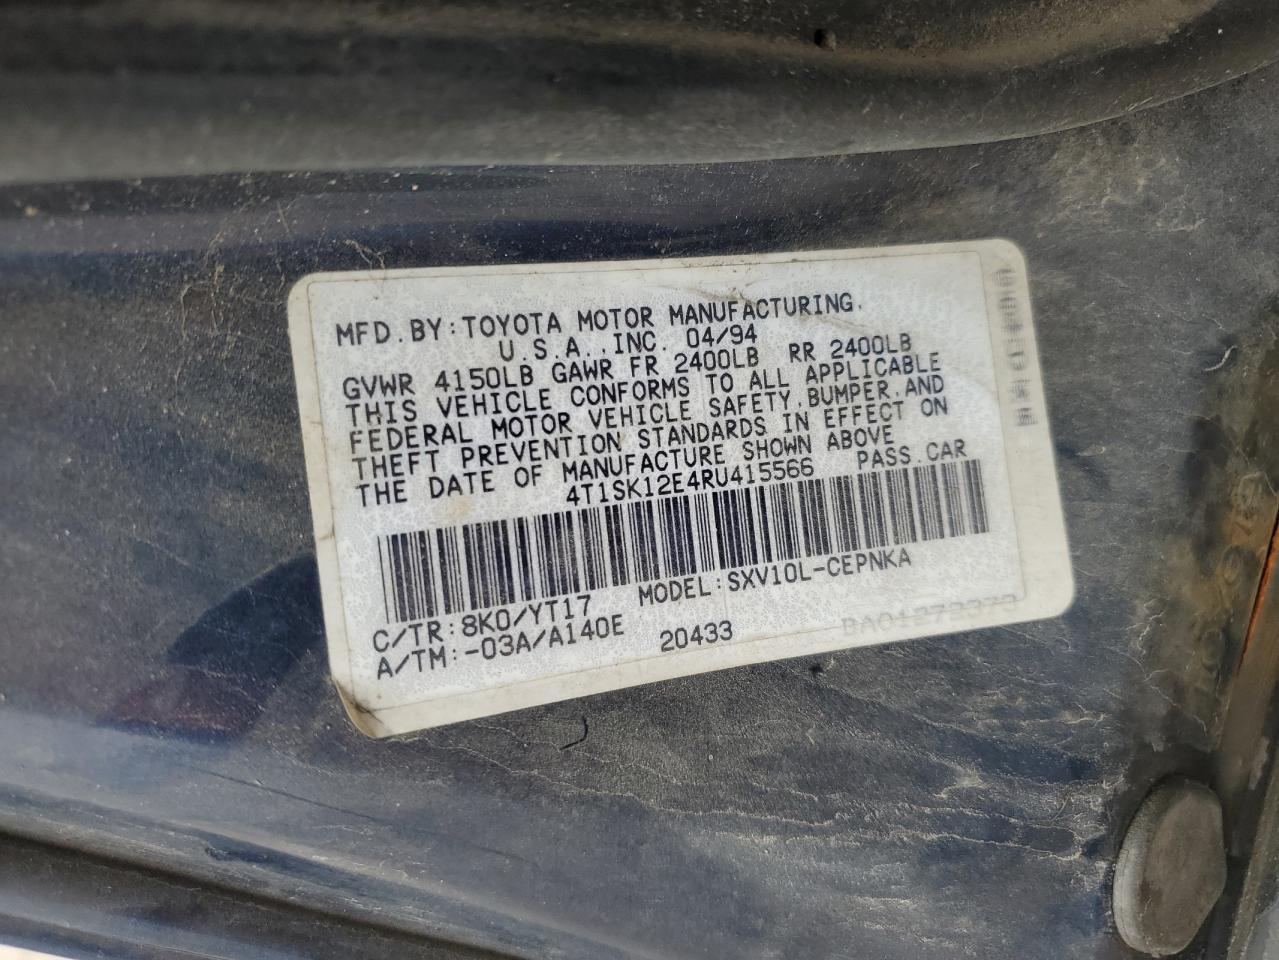 MFD. BY: TOYOTA MOTOR MANUFACTURING,
U.S.A., INC. 04/94
GVWR 4150LB GAWR FR 2400LB RR 2400LB
THIS VEHICLE CONFORMS TO ALL APPLICABLE
FEDERAL MOTOR VEHICLE SAFETY, BUMPER, AND
THEFT PREVENTION STANDARDS IN EFFECT ON
THE DATE OF MANUFACTURE SHOWN ABOVE
4T1SK12E4RU415566 PASS. CAR
C/TR: 8K0/YT17 MODEL: SXV10L-CEPNKA
A/TM: -03A/A140E 20433